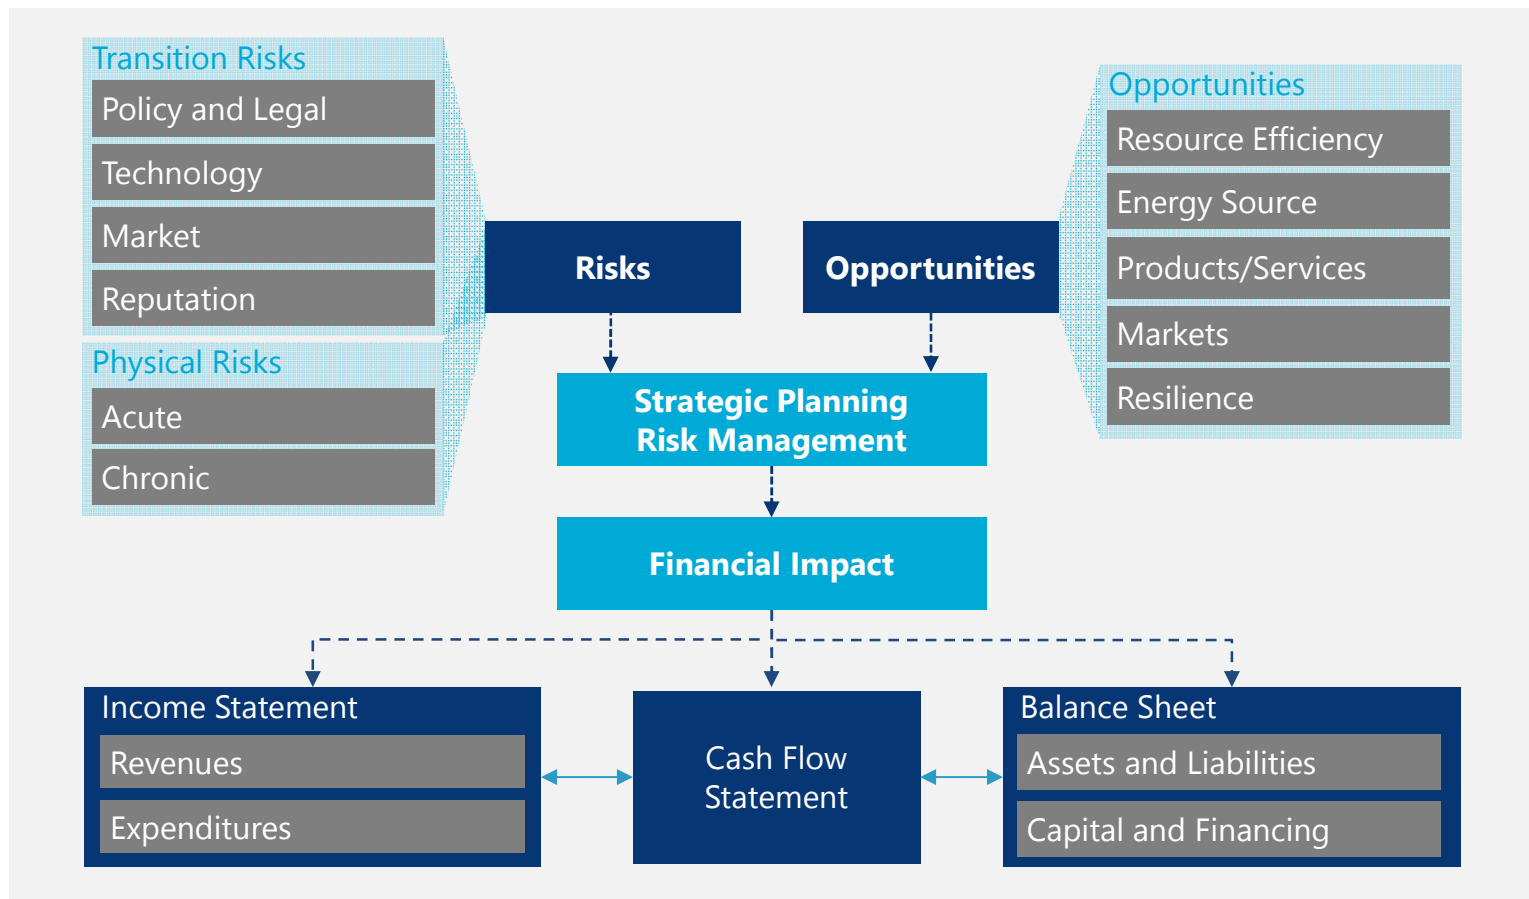 Transition Risks
Policy and Legal
Technology
Market
Reputation
Physical Risks
Acute
Chronic
Risks
Opportunities
Opportunities
Resource Efficiency
Energy Source
Products/Services
Markets
Resilience
Strategic Planning
Risk Management
Financial Impact
Income Statement
Revenues
Expenditures
Cash Flow
Statement
Balance Sheet
Assets and Liabilities
Capital and Financing